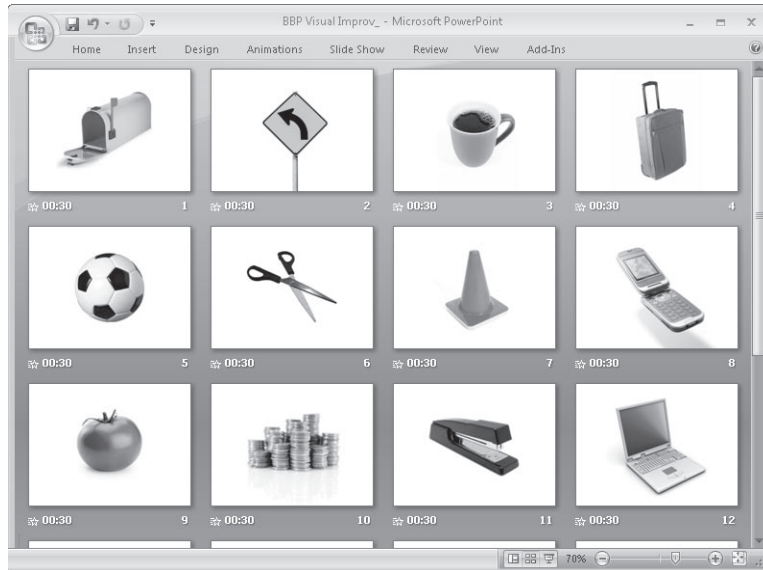 BBP Visual Improv_ - Microsoft PowerPoint
Home Insert Design Animations Slide Show Review View Add-Ins
00:30 1 00:30 2 00:30 3 00:30 4
00:30 5 00:30 6 00:30 7 00:30 8
00:30 9 00:30 10 00:30 11 00:30 12
70%